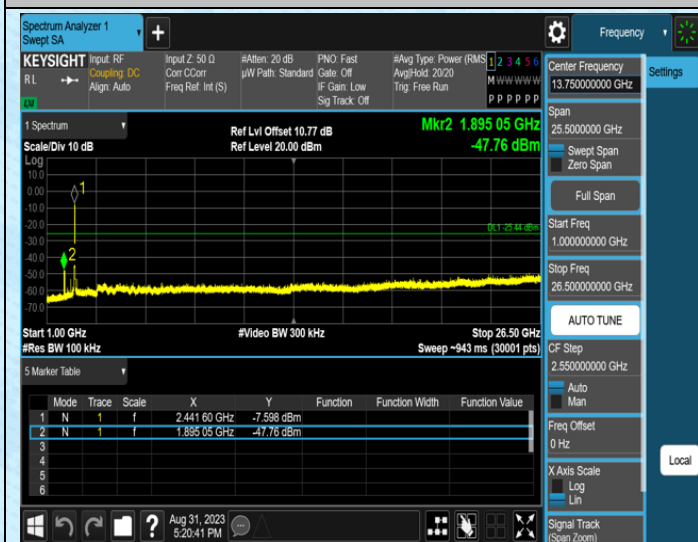 Spectrum Analyzer 1
Swept SA
+
Frequency
KEYSIGHT
RL
Input: RF
Coupling: DC
Align: Auto
Input Z: 50 Ω
Corr CCorr
Freq Ref: Int (S)
#Atten: 20 dB
µW Path: Standard
PNO: Fast
Gate: Off
IF Gain: Low
Sig Track: Off
#Avg Type: Power (RMS
Avg|Hold: 20/20
Trig: Free Run
1 2 3 4 5 6
M W W W W W
P P P P P P
LXI
1 Spectrum
Scale/Div 10 dB
Ref Lvl Offset 10.77 dB
Ref Level 20.00 dBm
Mkr2 1.895 05 GHz
-47.76 dBm
Log
10.0
0.00
-10.0
-20.0
-30.0
-40.0
-50.0
-60.0
-70.0
1
2
DL1 -25.44 dBm
Start 1.00 GHz
#Res BW 100 kHz
#Video BW 300 kHz
Stop 26.50 GHz
Sweep ~943 ms (30001 pts)
5 Marker Table
Mode Trace Scale X Y Function Function Width Function Value
1 N 1 f 2.441 60 GHz -7.598 dBm
2 N 1 f 1.895 05 GHz -47.76 dBm
3
4
5
6
Aug 31, 2023
5:20:41 PM
?
Center Frequency
13.750000000 GHz
Settings
Span
25.5000000 GHz
Swept Span
Zero Span
Full Span
Start Freq
1.000000000 GHz
Stop Freq
26.500000000 GHz
AUTO TUNE
CF Step
2.550000000 GHz
Auto
Man
Freq Offset
0 Hz
X Axis Scale
Log
Lin
Local
Signal Track
(Span Zoom)